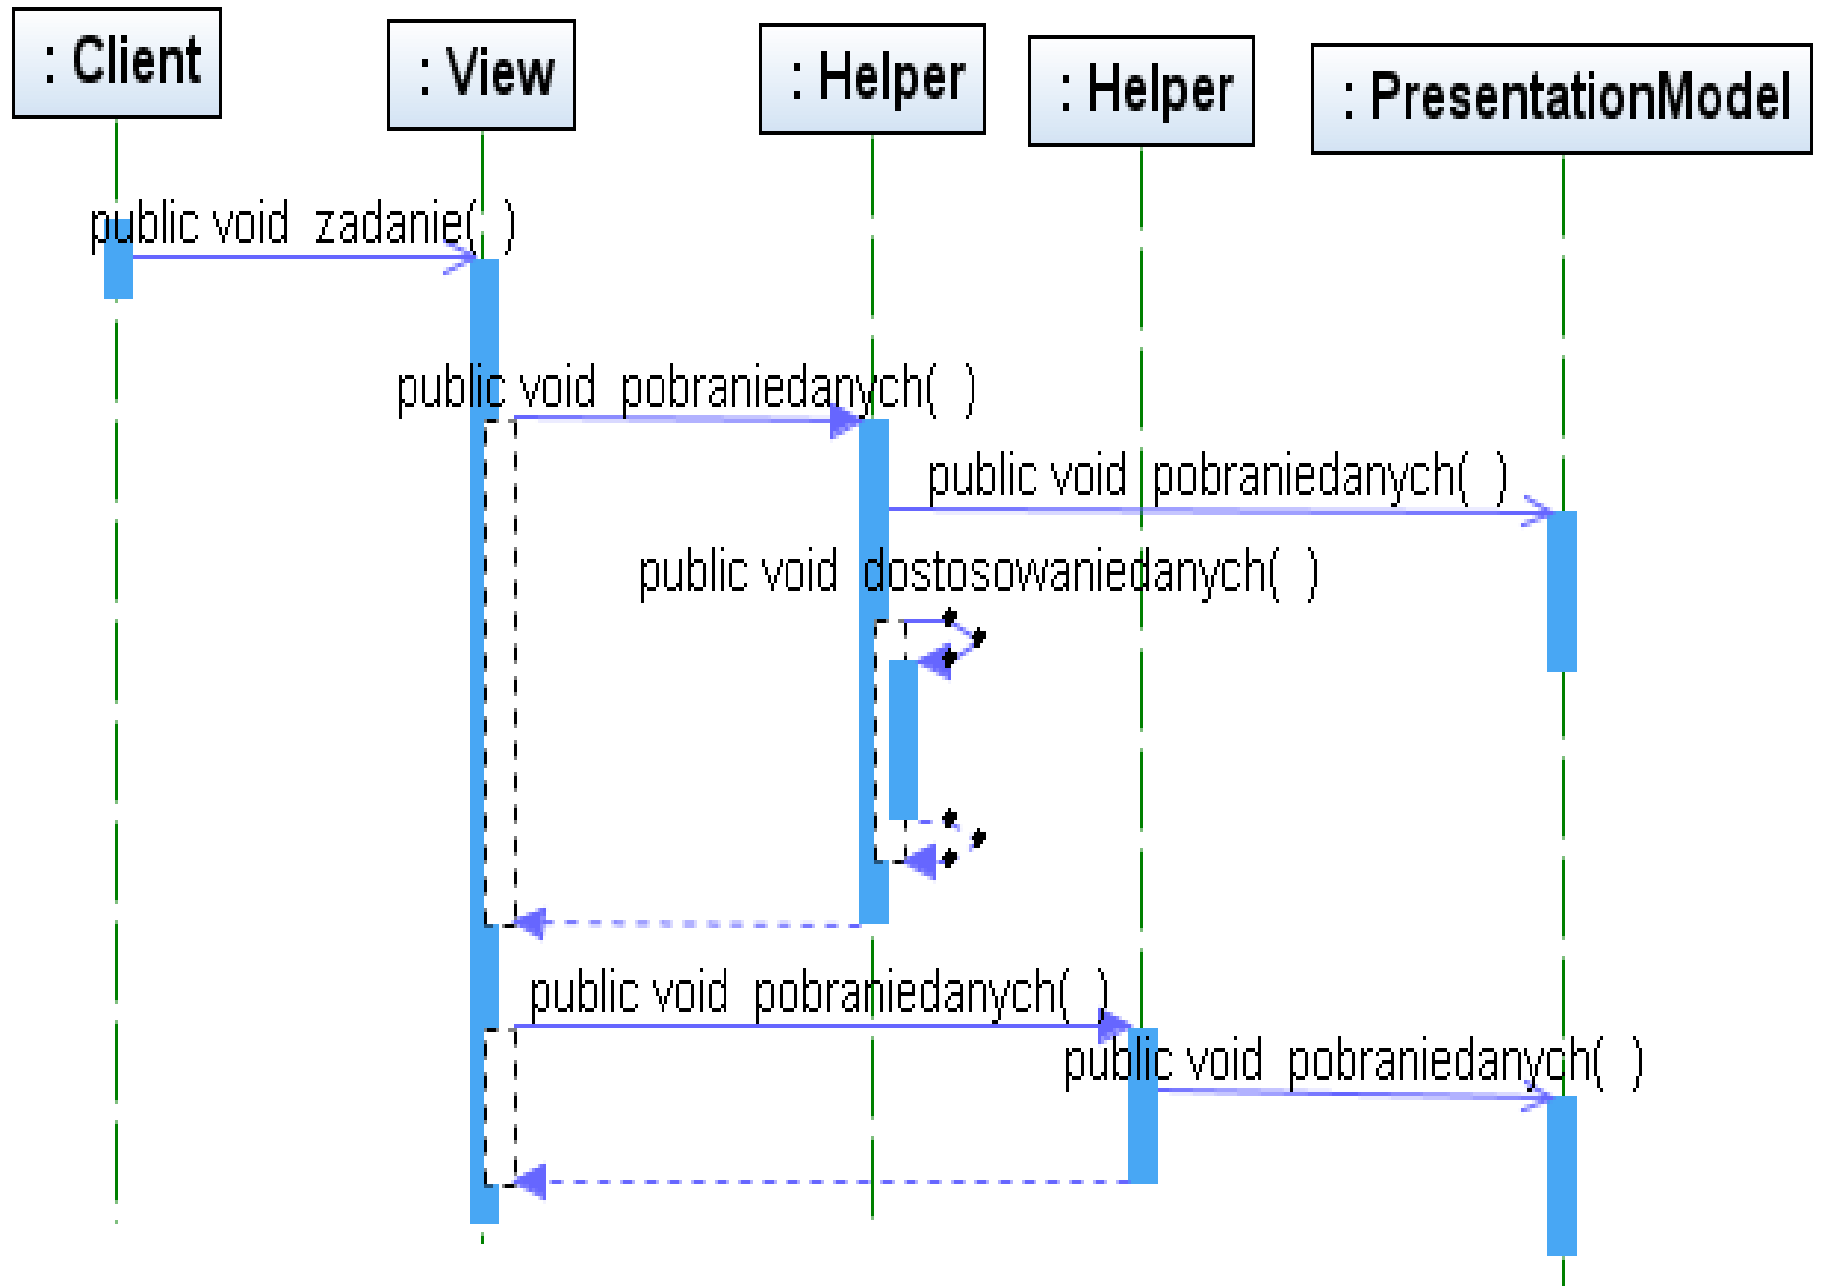 : Client
: View
: Helper
: Helper
: PresentationModel
public void zadanie( )
public void pobraniedanych( )
public void pobraniedanych( )
public void dostosowaniedanych( )
public void pobraniedanych( )
public void pobraniedanych( )